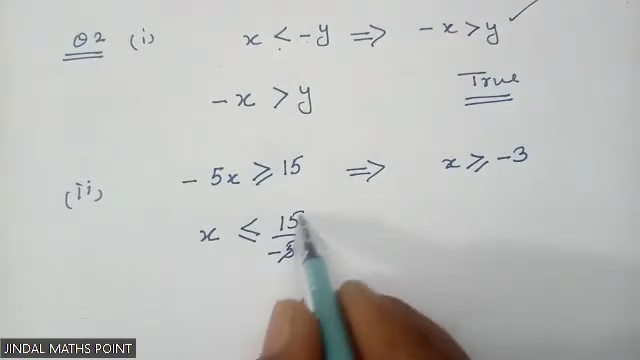 Q2 (i) x < -y ⇒ -x > y ✓
-x > y True
(ii) -5x ⩾ 15 ⇒ x ⩾ -3
x ≤ 15/-5
JINDAL MATHS POINT